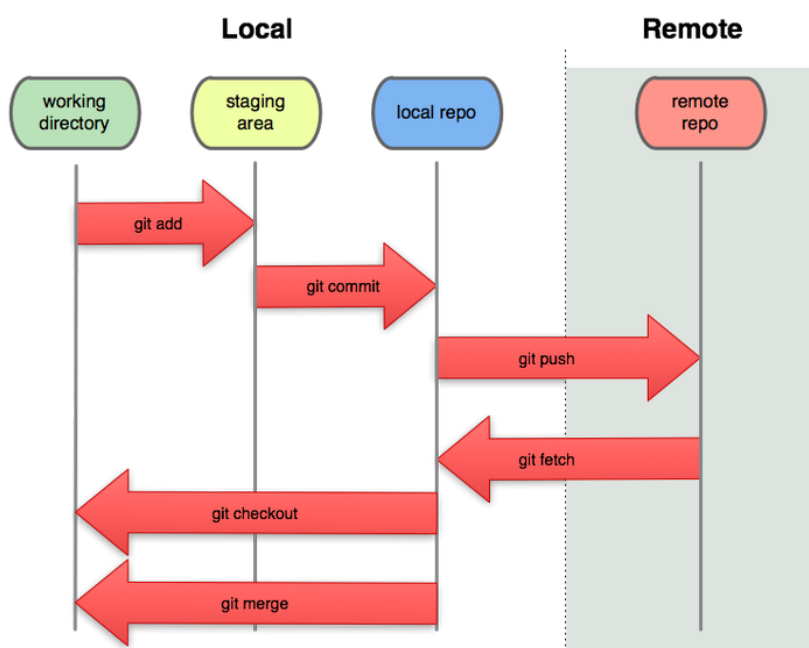 Local
Remote
working
directory
staging
area
local repo
remote
repo
git add
git commit
git push
git fetch
git checkout
git merge